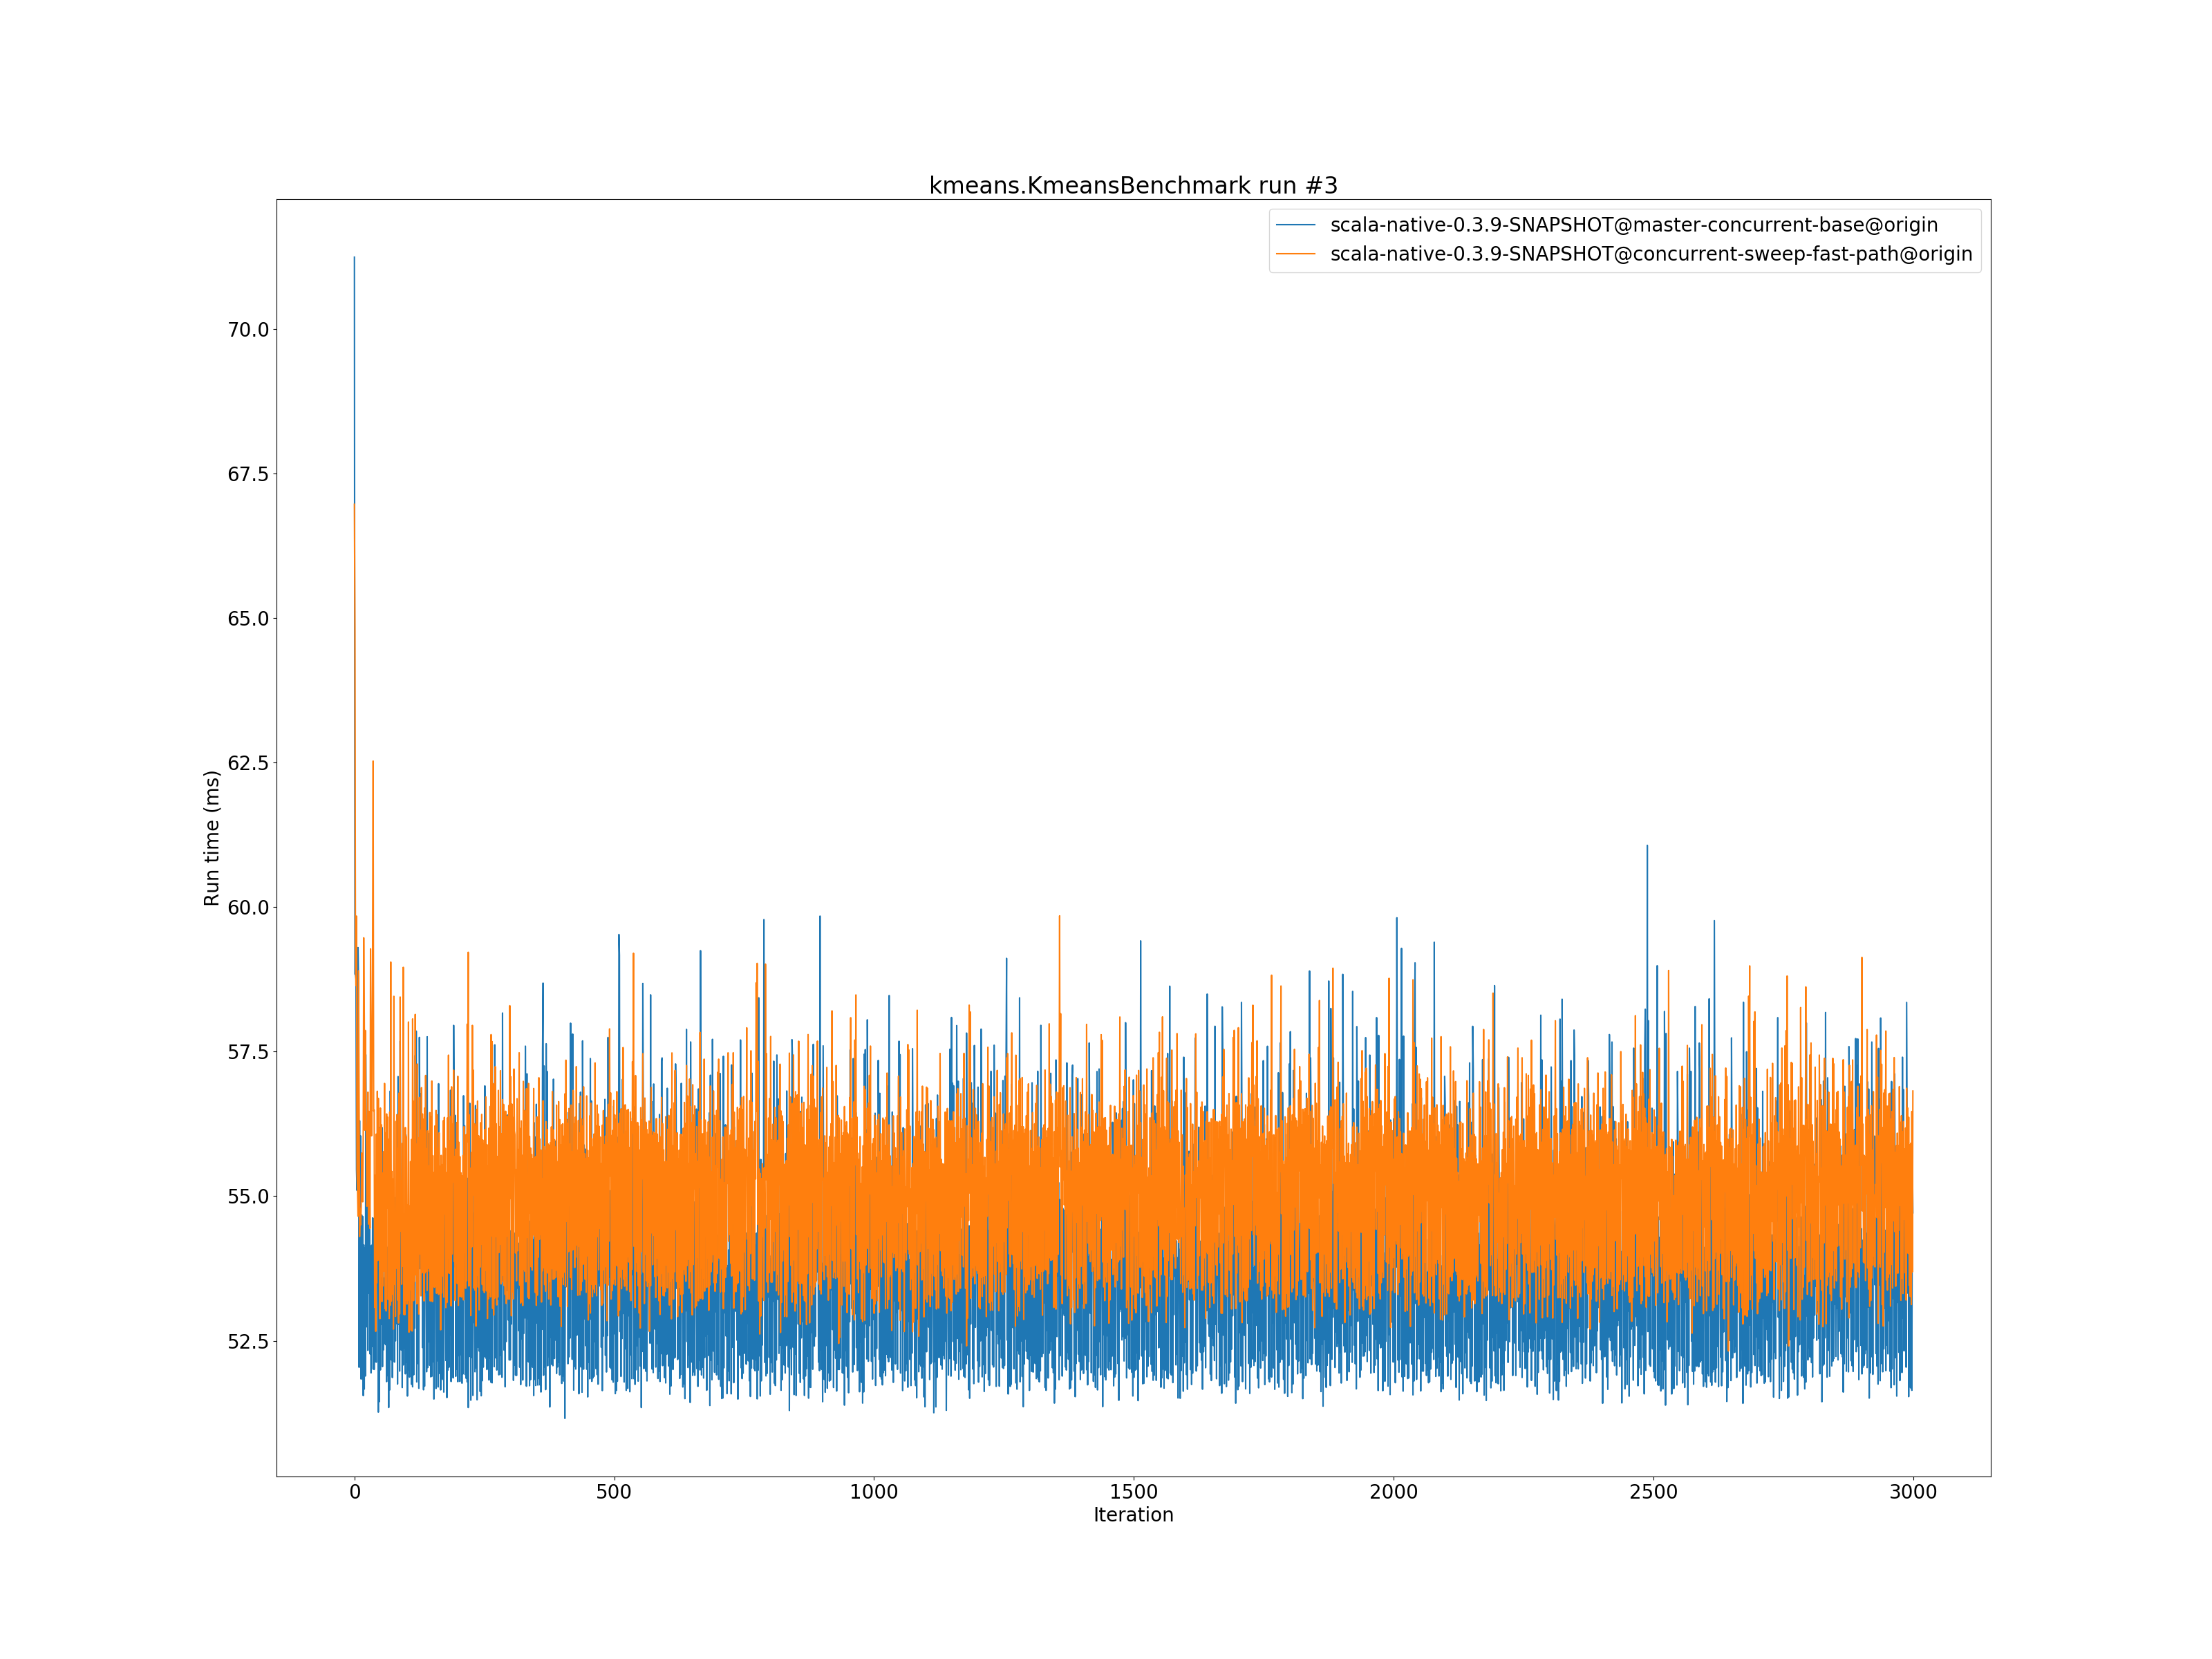 kmeans.KmeansBenchmark run #3
scala-native-0.3.9-SNAPSHOT@master-concurrent-base@origin
scala-native-0.3.9-SNAPSHOT@concurrent-sweep-fast-path@origin
70.0
67.5
65.0
62.5
60.0
57.5
55.0
52.5
Run time (ms)
0 500 1000 1500 2000 2500 3000
Iteration